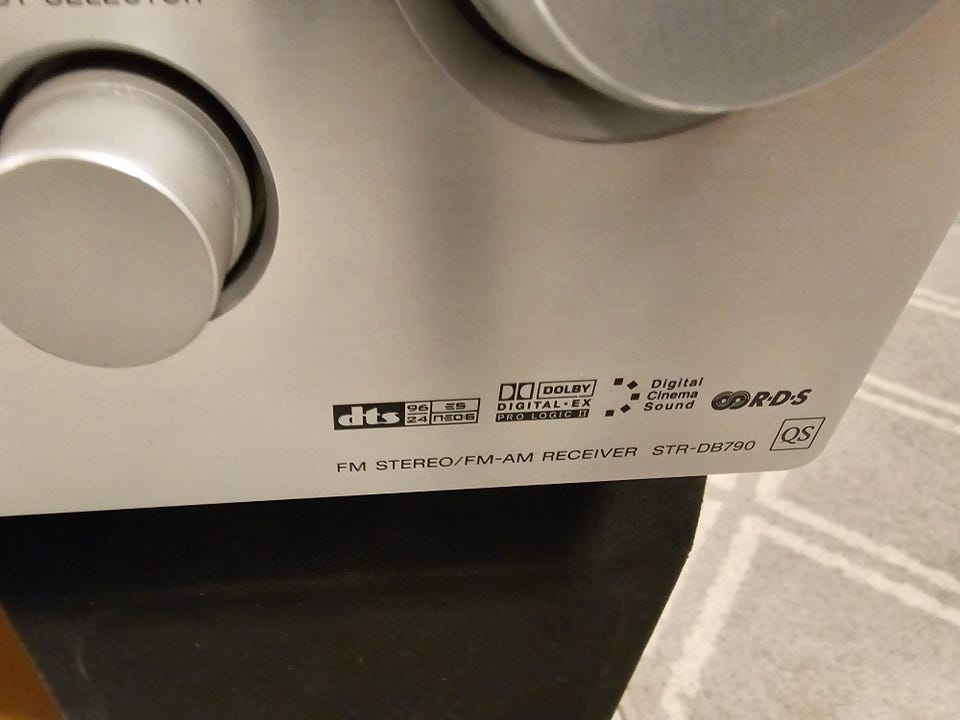 SELECTOR
dts 96 24 ES NEO:6
DOLBY DIGITAL·EX PRO LOGIC II
Digital Cinema Sound
R·D·S
FM STEREO/FM-AM RECEIVER STR-DB790 QS